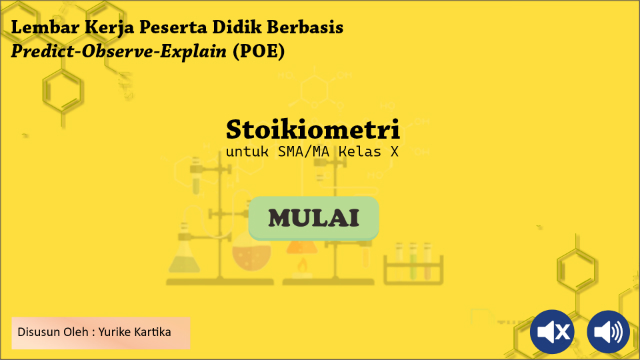 Lembar Kerja Peserta Didik Berbasis
Predict-Observe-Explain (POE)
Stoikiometri
untuk SMA/MA Kelas X
MULAI
Disusun Oleh : Yurike Kartika